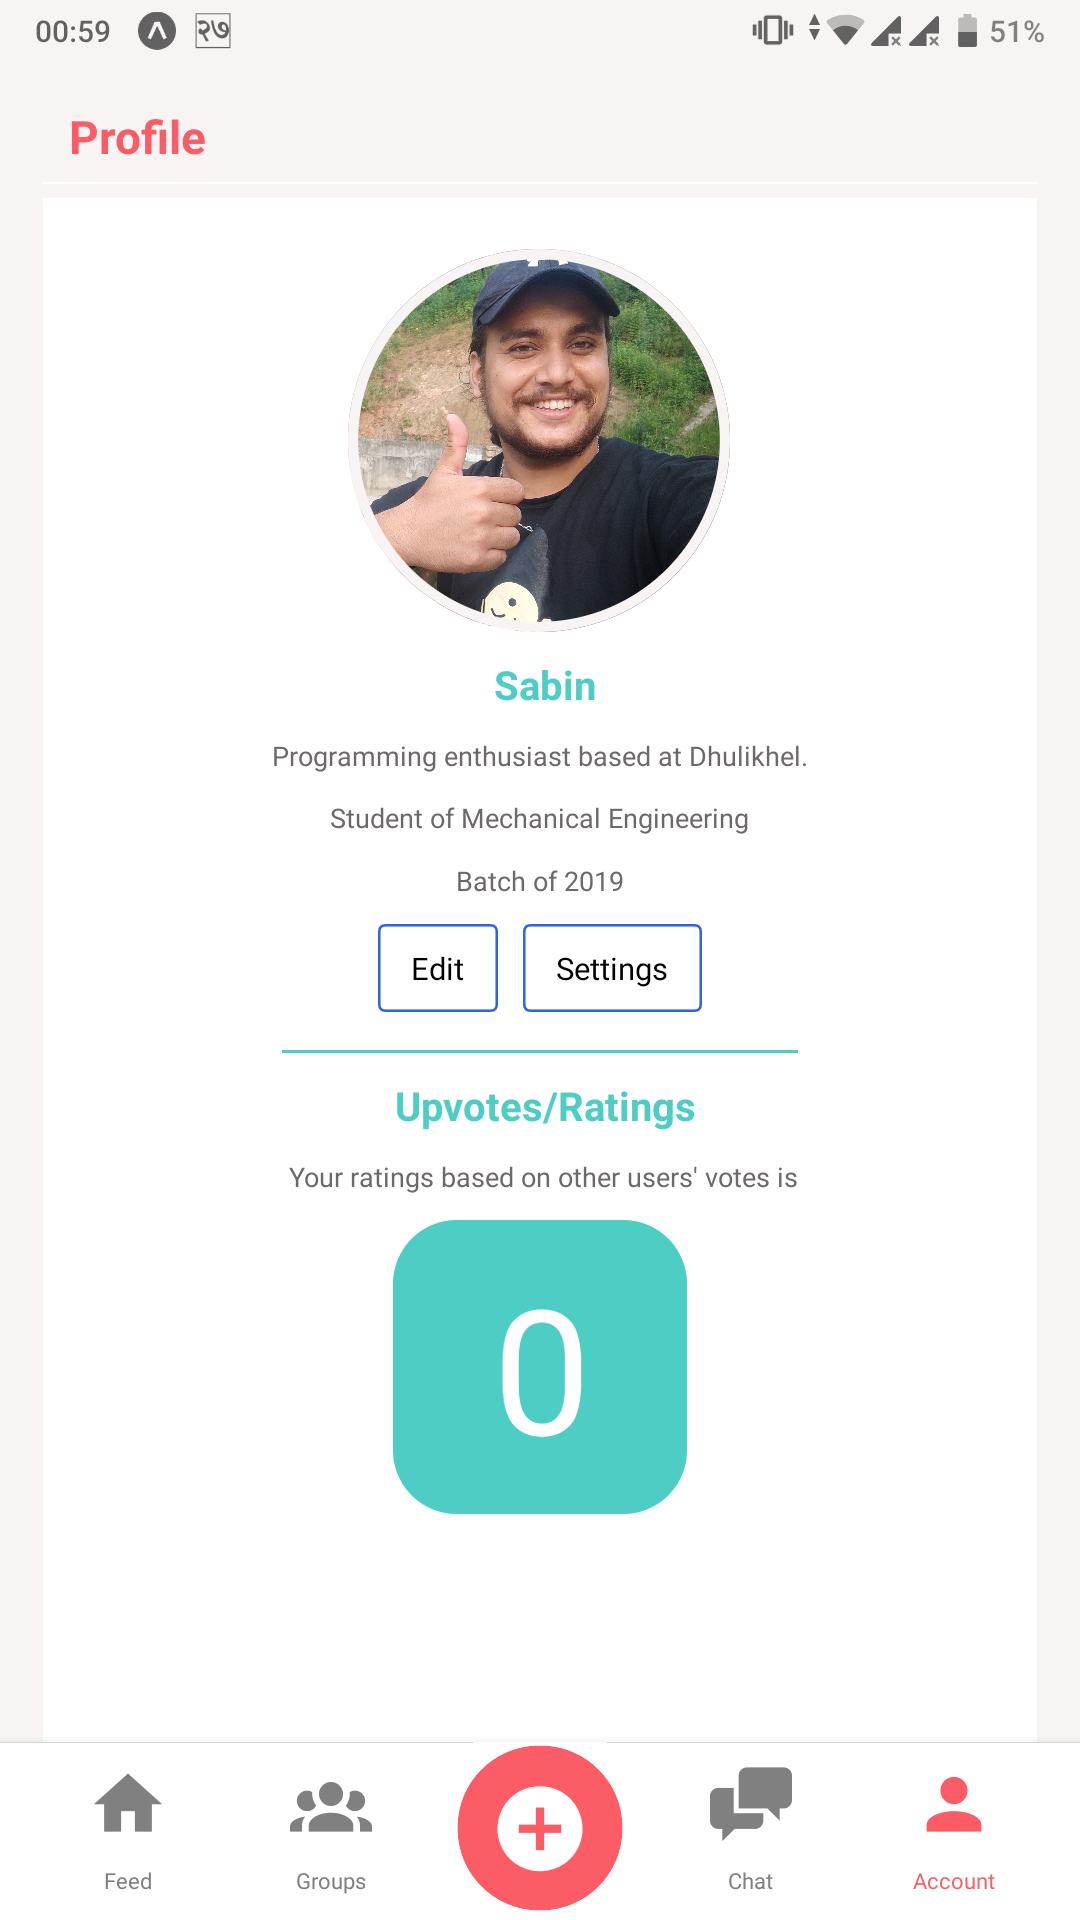 00:59 २७ 51%
Profile
Sabin
Programming enthusiast based at Dhulikhel.
Student of Mechanical Engineering
Batch of 2019
Edit Settings
Upvotes/Ratings
Your ratings based on other users' votes is
0
Feed Groups Chat Account